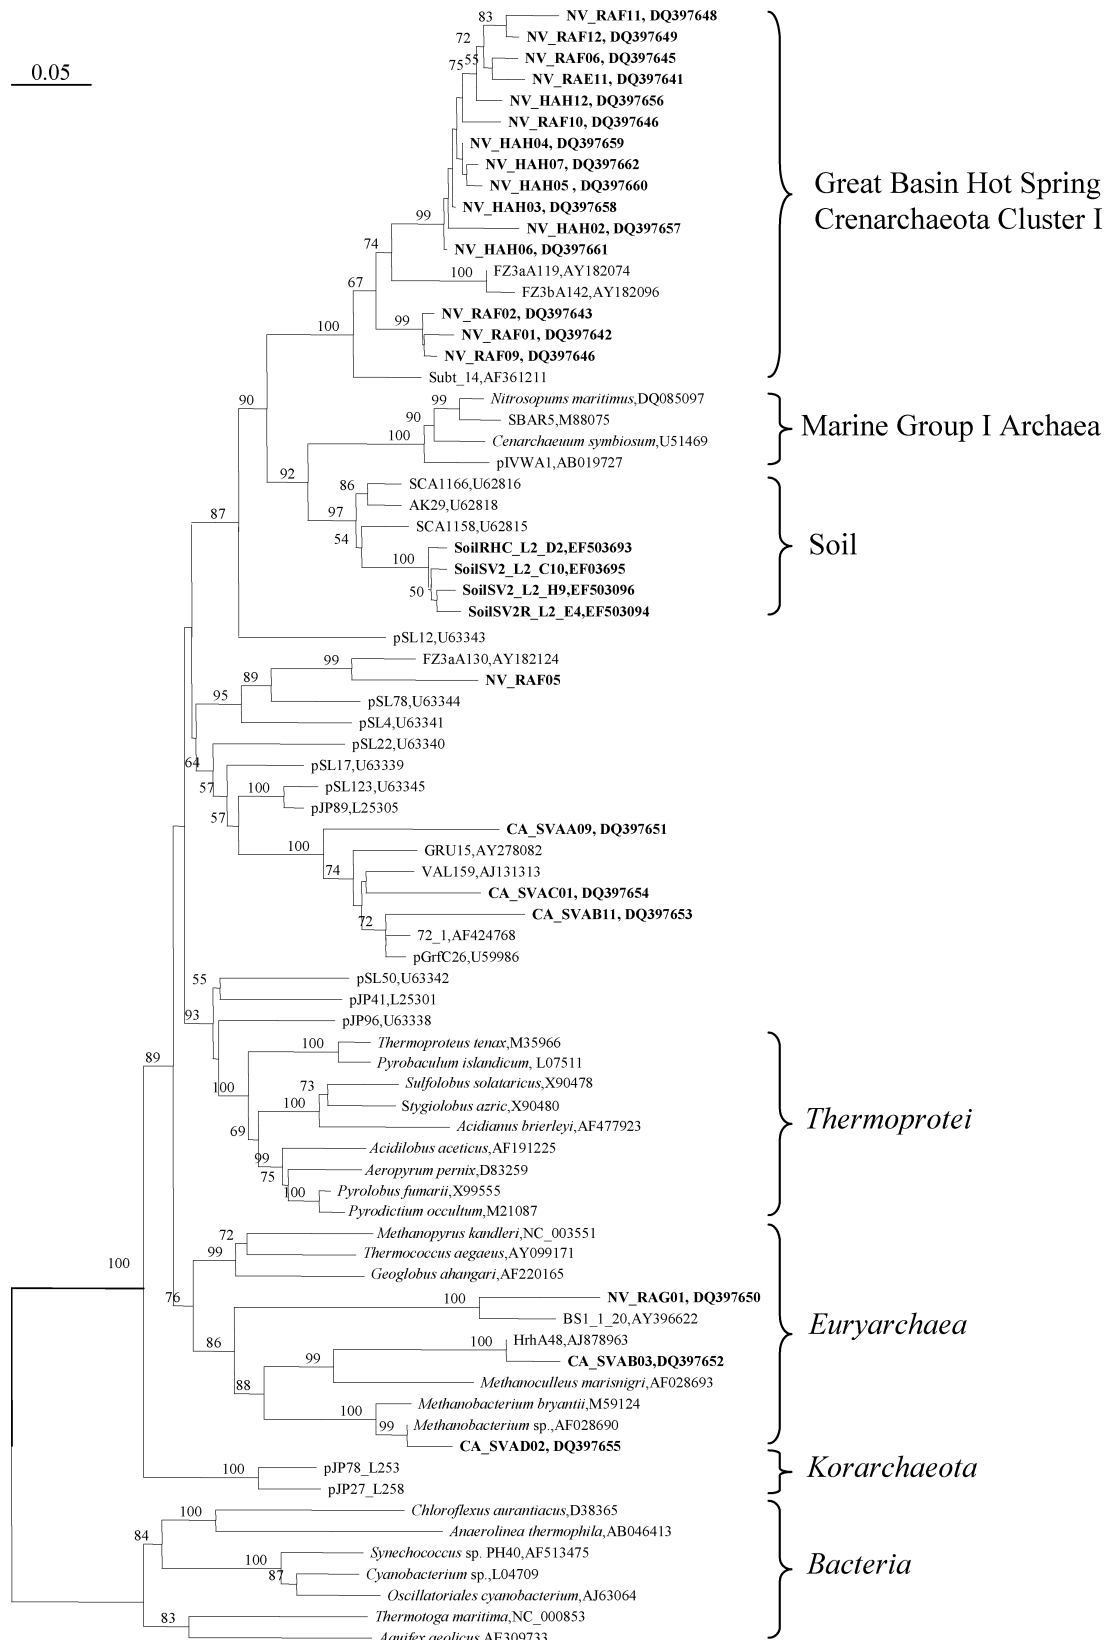 83
NV_RAF11, DQ397648
NV_RAF12, DQ397649
72
NV_RAF06, DQ397645
55
75
0.05
NV_RAE11, DQ397641
NV_HAH12, DQ397656
NV_RAF10, DQ397646
NV_HAH04, DQ397659
NV_HAH07, DQ397662
NV_HAH05 , DQ397660
Great Basin Hot Spring
Crenarchaeota Cluster I
NV_HAH03, DQ397658
99
NV_HAH02, DQ397657
74
NV_HAH06, DQ397661
100
FZ3aA119,AY182074
67
FZ3bA142,AY182096
NV_RAF02, DQ397643
100
99
NV_RAF01, DQ397642
NV_RAF09, DQ397646
Subt_14,AF361211
90
99
Nitrosopums maritimus,DQ085097
90
SBAR5,M88075
Marine Group I Archaea
100
Cenarchaeuum symbiosum,U51469
pIVWA1,AB019727
92
86
SCA1166,U62816
AK29,U62818
87
97
SCA1158,U62815
54
Soil
SoilRHC_L2_D2,EF503693
100
SoilSV2_L2_C10,EF03695
50
SoilSV2_L2_H9,EF503096
SoilSV2R_L2_E4,EF503094
pSL12,U63343
99
FZ3aA130,AY182124
89
NV_RAF05
95
pSL78,U63344
pSL4,U63341
pSL22,U63340
64
pSL17,U63339
57
100
pSL123,U63345
57
pJP89,L25305
CA_SVAA09, DQ397651
100
GRU15,AY278082
74
VAL159,AJ131313
CA_SVAC01, DQ397654
72
CA_SVAB11, DQ397653
72_1,AF424768
pGrfC26,U59986
55
pSL50,U63342
pJP41,L25301
93
pJP96,U63338
100
Thermoproteus tenax,M35966
89
Pyrobaculum islandicum, L07511
100
73
Sulfolobus solataricus,X90478
100
Stygiolobus azric,X90480
Thermoprotei
69
Acidianus brierleyi,AF477923
99
Acidilobus aceticus,AF191225
75
Aeropyrum pernix,D83259
100
Pyrolobus fumarii,X99555
Pyrodictium occultum,M21087
72
Methanopyrus kandleri,NC_003551
99
Thermococcus aegaeus,AY099171
100
Geoglobus ahangari,AF220165
76
100
NV_RAG01, DQ397650
BS1_1_20,AY396622
Euryarchaea
86
100
HrhA48,AJ878963
99
CA_SVAB03,DQ397652
88
Methanoculleus marisnigri,AF028693
100
Methanobacterium bryantii,M59124
99
Methanobacterium sp.,AF028690
CA_SVAD02, DQ397655
100
pJP78_L253
Korarchaeota
pJP27_L258
100
Chloroflexus aurantiacus,D38365
84
Anaerolinea thermophila,AB046413
100
Synechococcus sp. PH40,AF513475
87
Cyanobacterium sp.,L04709
Bacteria
Oscillatoriales cyanobacterium,AJ63064
83
Thermotoga maritima,NC_000853
Aquifex aeolicus,AE309733